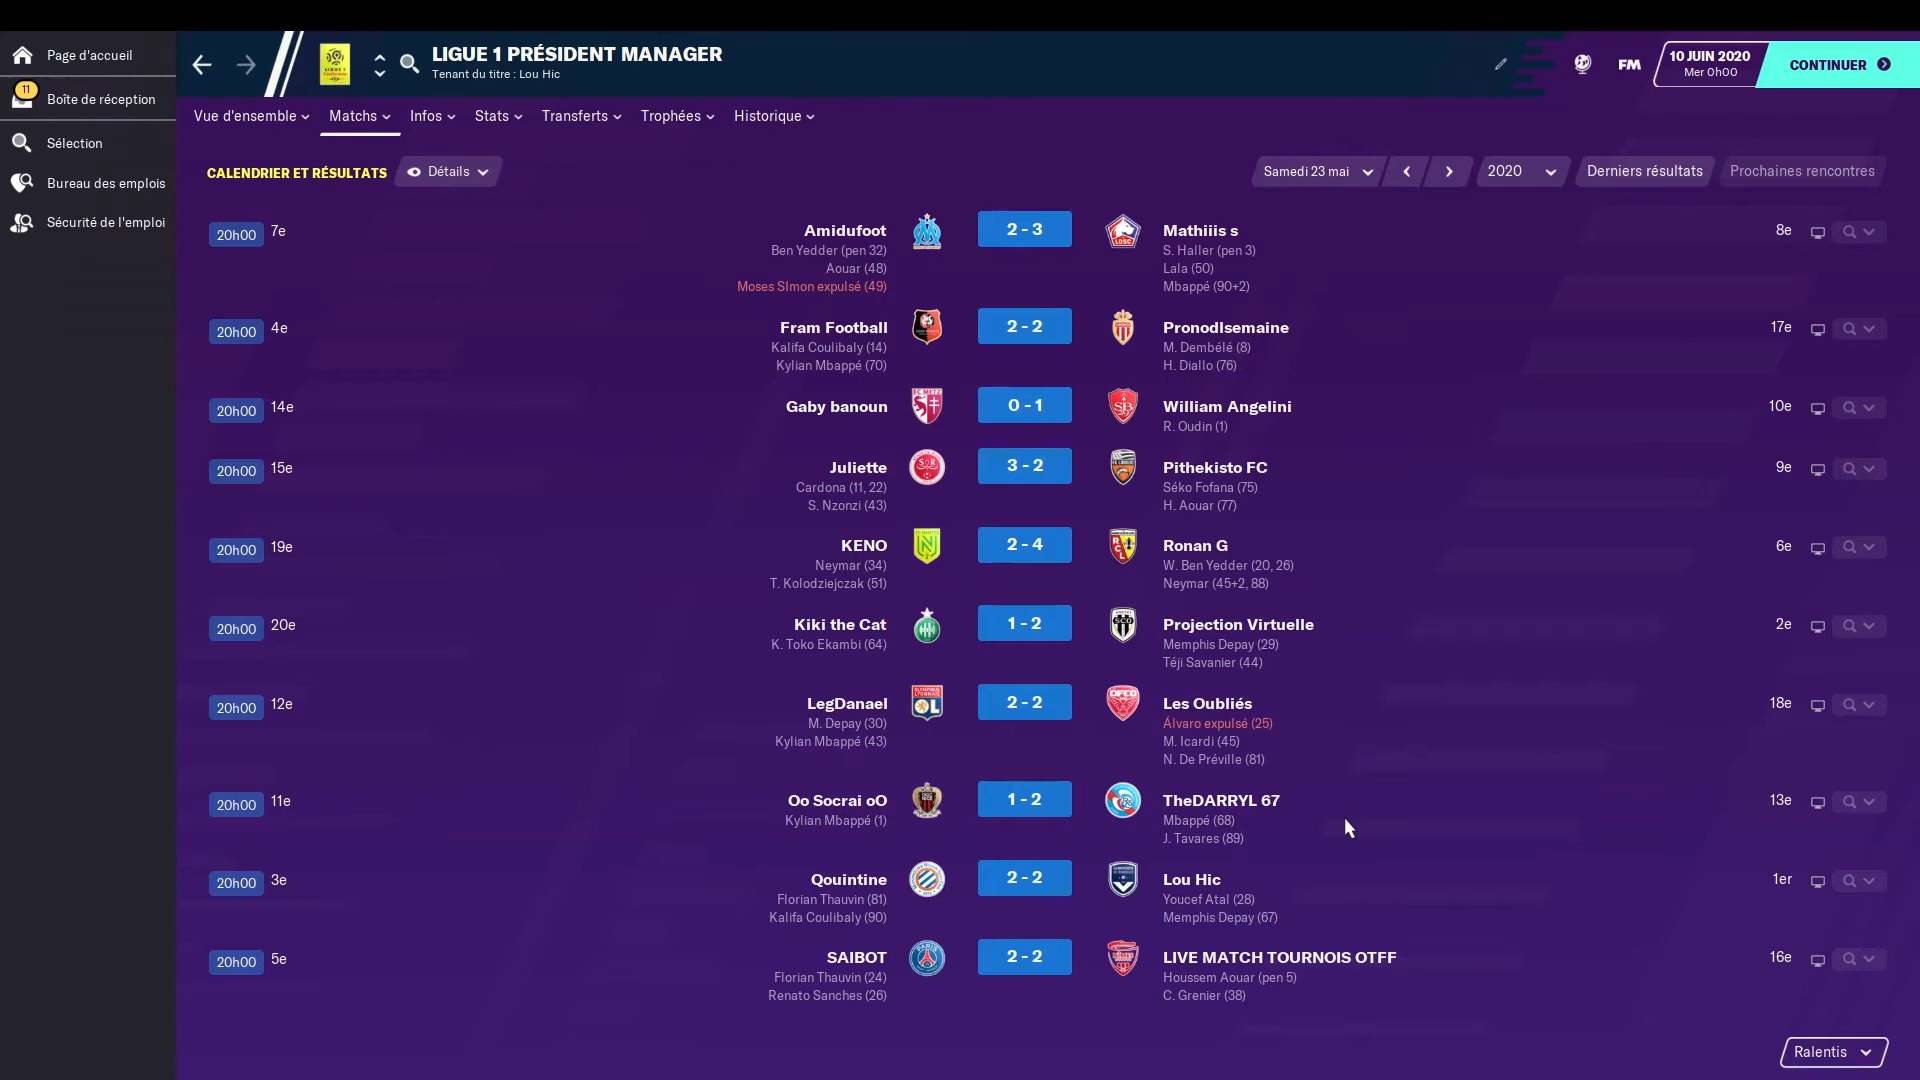 Page d'accueil
11
Boîte de réception
Sélection
Bureau des emplois
Sécurité de l'emploi
LIGUE 1 PRÉSIDENT MANAGER
Tenant du titre : Lou Hic
FM
10 JUIN 2020
Mer 0h00
CONTINUER
Vue d'ensemble Matchs Infos Stats Transferts Trophées Historique
CALENDRIER ET RÉSULTATS Détails Samedi 23 mai 2020 Derniers résultats Prochaines rencontres
20h00 7e Amidufoot 2 - 3 Mathiiis s 8e
Ben Yedder (pen 32) S. Haller (pen 3)
Aouar (48) Lala (50)
Moses SImon expulsé (49) Mbappé (90+2)
20h00 4e Fram Football 2 - 2 Pronodlsemaine 17e
Kalifa Coulibaly (14) M. Dembélé (8)
Kylian Mbappé (70) H. Diallo (76)
20h00 14e Gaby banoun 0 - 1 William Angelini 10e
R. Oudin (1)
20h00 15e Juliette 3 - 2 Pithekisto FC 9e
Cardona (11, 22) Séko Fofana (75)
S. Nzonzi (43) H. Aouar (77)
20h00 19e KENO 2 - 4 Ronan G 6e
Neymar (34) W. Ben Yedder (20, 26)
T. Kolodziejczak (51) Neymar (45+2, 88)
20h00 20e Kiki the Cat 1 - 2 Projection Virtuelle 2e
K. Toko Ekambi (64) Memphis Depay (29)
Téji Savanier (44)
20h00 12e LegDanael 2 - 2 Les Oubliés 18e
M. Depay (30) Álvaro expulsé (25)
Kylian Mbappé (43) M. Icardi (45)
N. De Préville (81)
20h00 11e Oo Socrai oO 1 - 2 TheDARRYL 67 13e
Kylian Mbappé (1) Mbappé (68)
J. Tavares (89)
20h00 3e Qouintine 2 - 2 Lou Hic 1er
Florian Thauvin (81) Youcef Atal (28)
Kalifa Coulibaly (90) Memphis Depay (67)
20h00 5e SAIBOT 2 - 2 LIVE MATCH TOURNOIS OTFF 16e
Florian Thauvin (24) Houssem Aouar (pen 5)
Renato Sanches (26) C. Grenier (38)
Ralentis